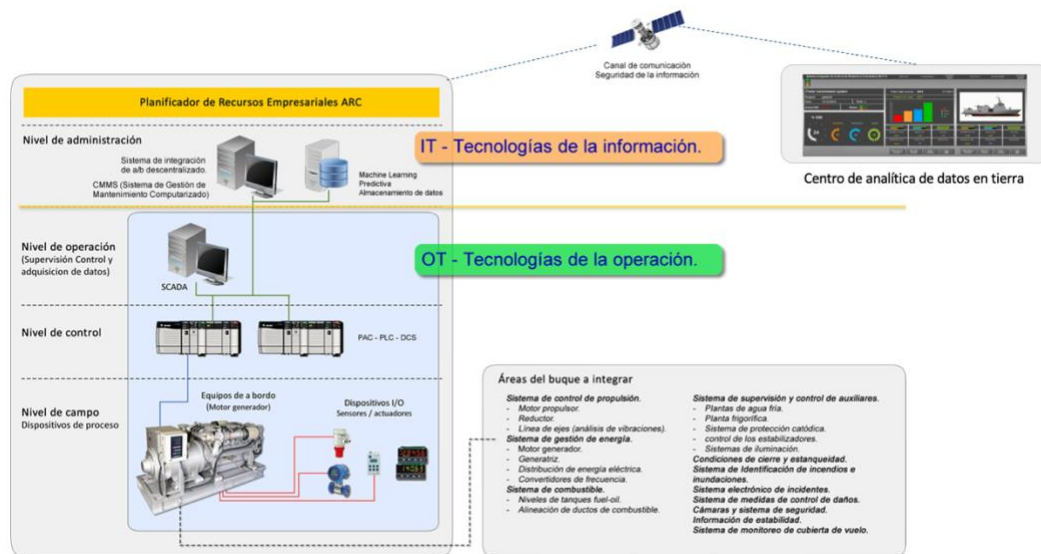 Canal de comunicación
Seguridad de la información
Planificador de Recursos Empresariales ARC
Nivel de administración
Sistema de integración
de a/b descentralizado.
CMMS (Sistema de Gestión de
Mantenimiento Computarizado)
Machine Learning
Predictiva
Almacenamiento de datos
IT - Tecnologías de la información.
Centro de analítica de datos en tierra
Nivel de operación
(Supervisión Control y
adquisicion de datos)
SCADA
OT - Tecnologías de la operación.
Nivel de control
PAC - PLC - DCS
Nivel de campo
Dispositivos de proceso
Equipos de a bordo
(Motor generador)
Dispositivos I/O
Sensores / actuadores
Áreas del buque a integrar
Sistema de control de propulsión.
- Motor propulsor.
- Reductor.
- Línea de ejes (análisis de vibraciones).
Sistema de gestión de energía.
- Motor generador.
- Generatriz.
- Distribución de energía eléctrica.
- Convertidores de frecuencia.
Sistema de combustible.
- Niveles de tanques fuel-oil.
- Alineación de ductos de combustible.
Sistema de supervisión y control de auxiliares.
- Plantas de agua fria.
- Planta frigorífica.
- Sistema de protección catódica.
- control de los estabilizadores.
- Sistemas de iluminación.
Condiciones de cierre y estanqueidad.
Sistema de Identificación de incendios e
inundaciones.
Sistema electrónico de incidentes.
Sistema de medidas de control de daños.
Cámaras y sistema de seguridad.
Información de estabilidad.
Sistema de monitoreo de cubierta de vuelo.